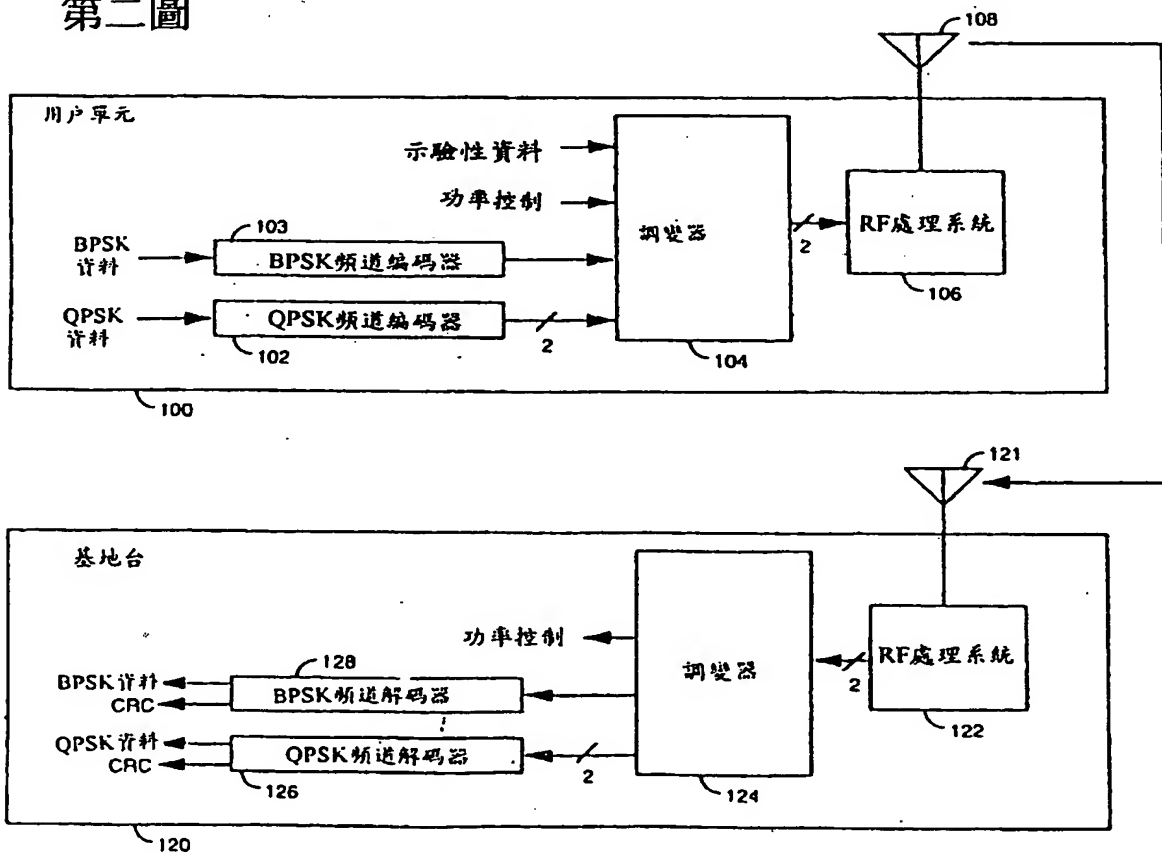 第二圖
108
用戶單元
示驗性資料
功率控制
調變器
2
RF處理系統
106
BPSK
資料
103
BPSK頻道編碼器
QPSK
資料
QPSK頻道編碼器
2
102
104
100
121
基地台
功率控制
調變器
2
RF處理系統
122
128
BPSK資料
CRC
BPSK頻道解碼器
QPSK資料
CRC
QPSK頻道解碼器
2
126
124
120